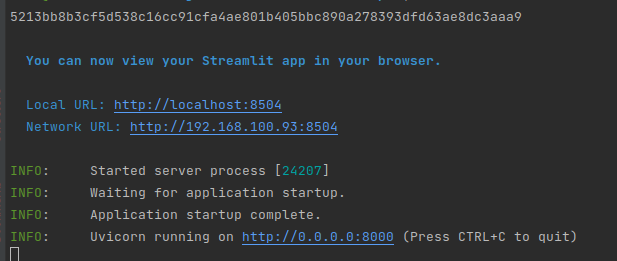 5213bb8b3cf5d538c16cc91cfa4ae801b405bbc890a278393dfd63ae8dc3aaa9
You can now view your Streamlit app in your browser.
Local URL: http://localhost:8504
Network URL: http://192.168.100.93:8504
INFO:     Started server process [24207]
INFO:     Waiting for application startup.
INFO:     Application startup complete.
INFO:     Uvicorn running on http://0.0.0.0:8000 (Press CTRL+C to quit)